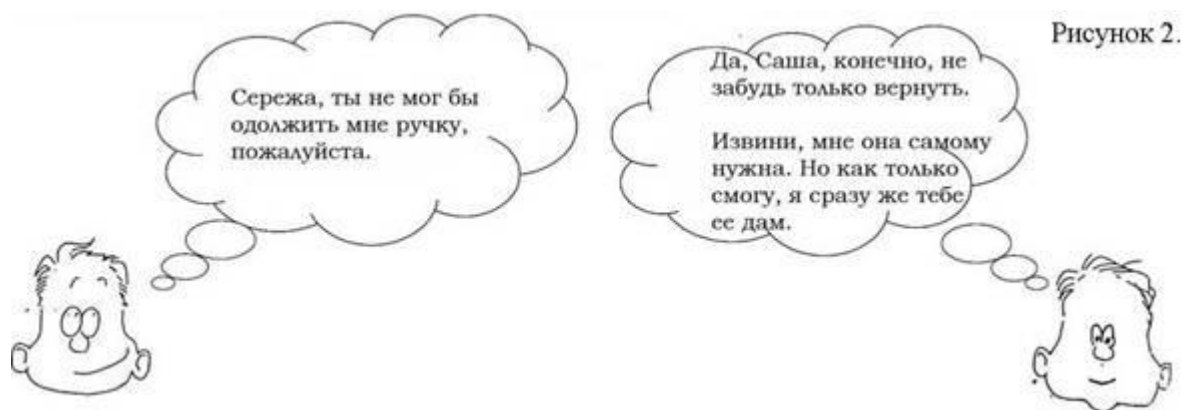 Рисунок 2.
Сережа, ты не мог бы
одолжить мне ручку,
пожалуйста.
Да, Саша, конечно, не
забудь только вернуть.
Извини, мне она самому
нужна. Но как только
смогу, я сразу же тебе
ее дам.